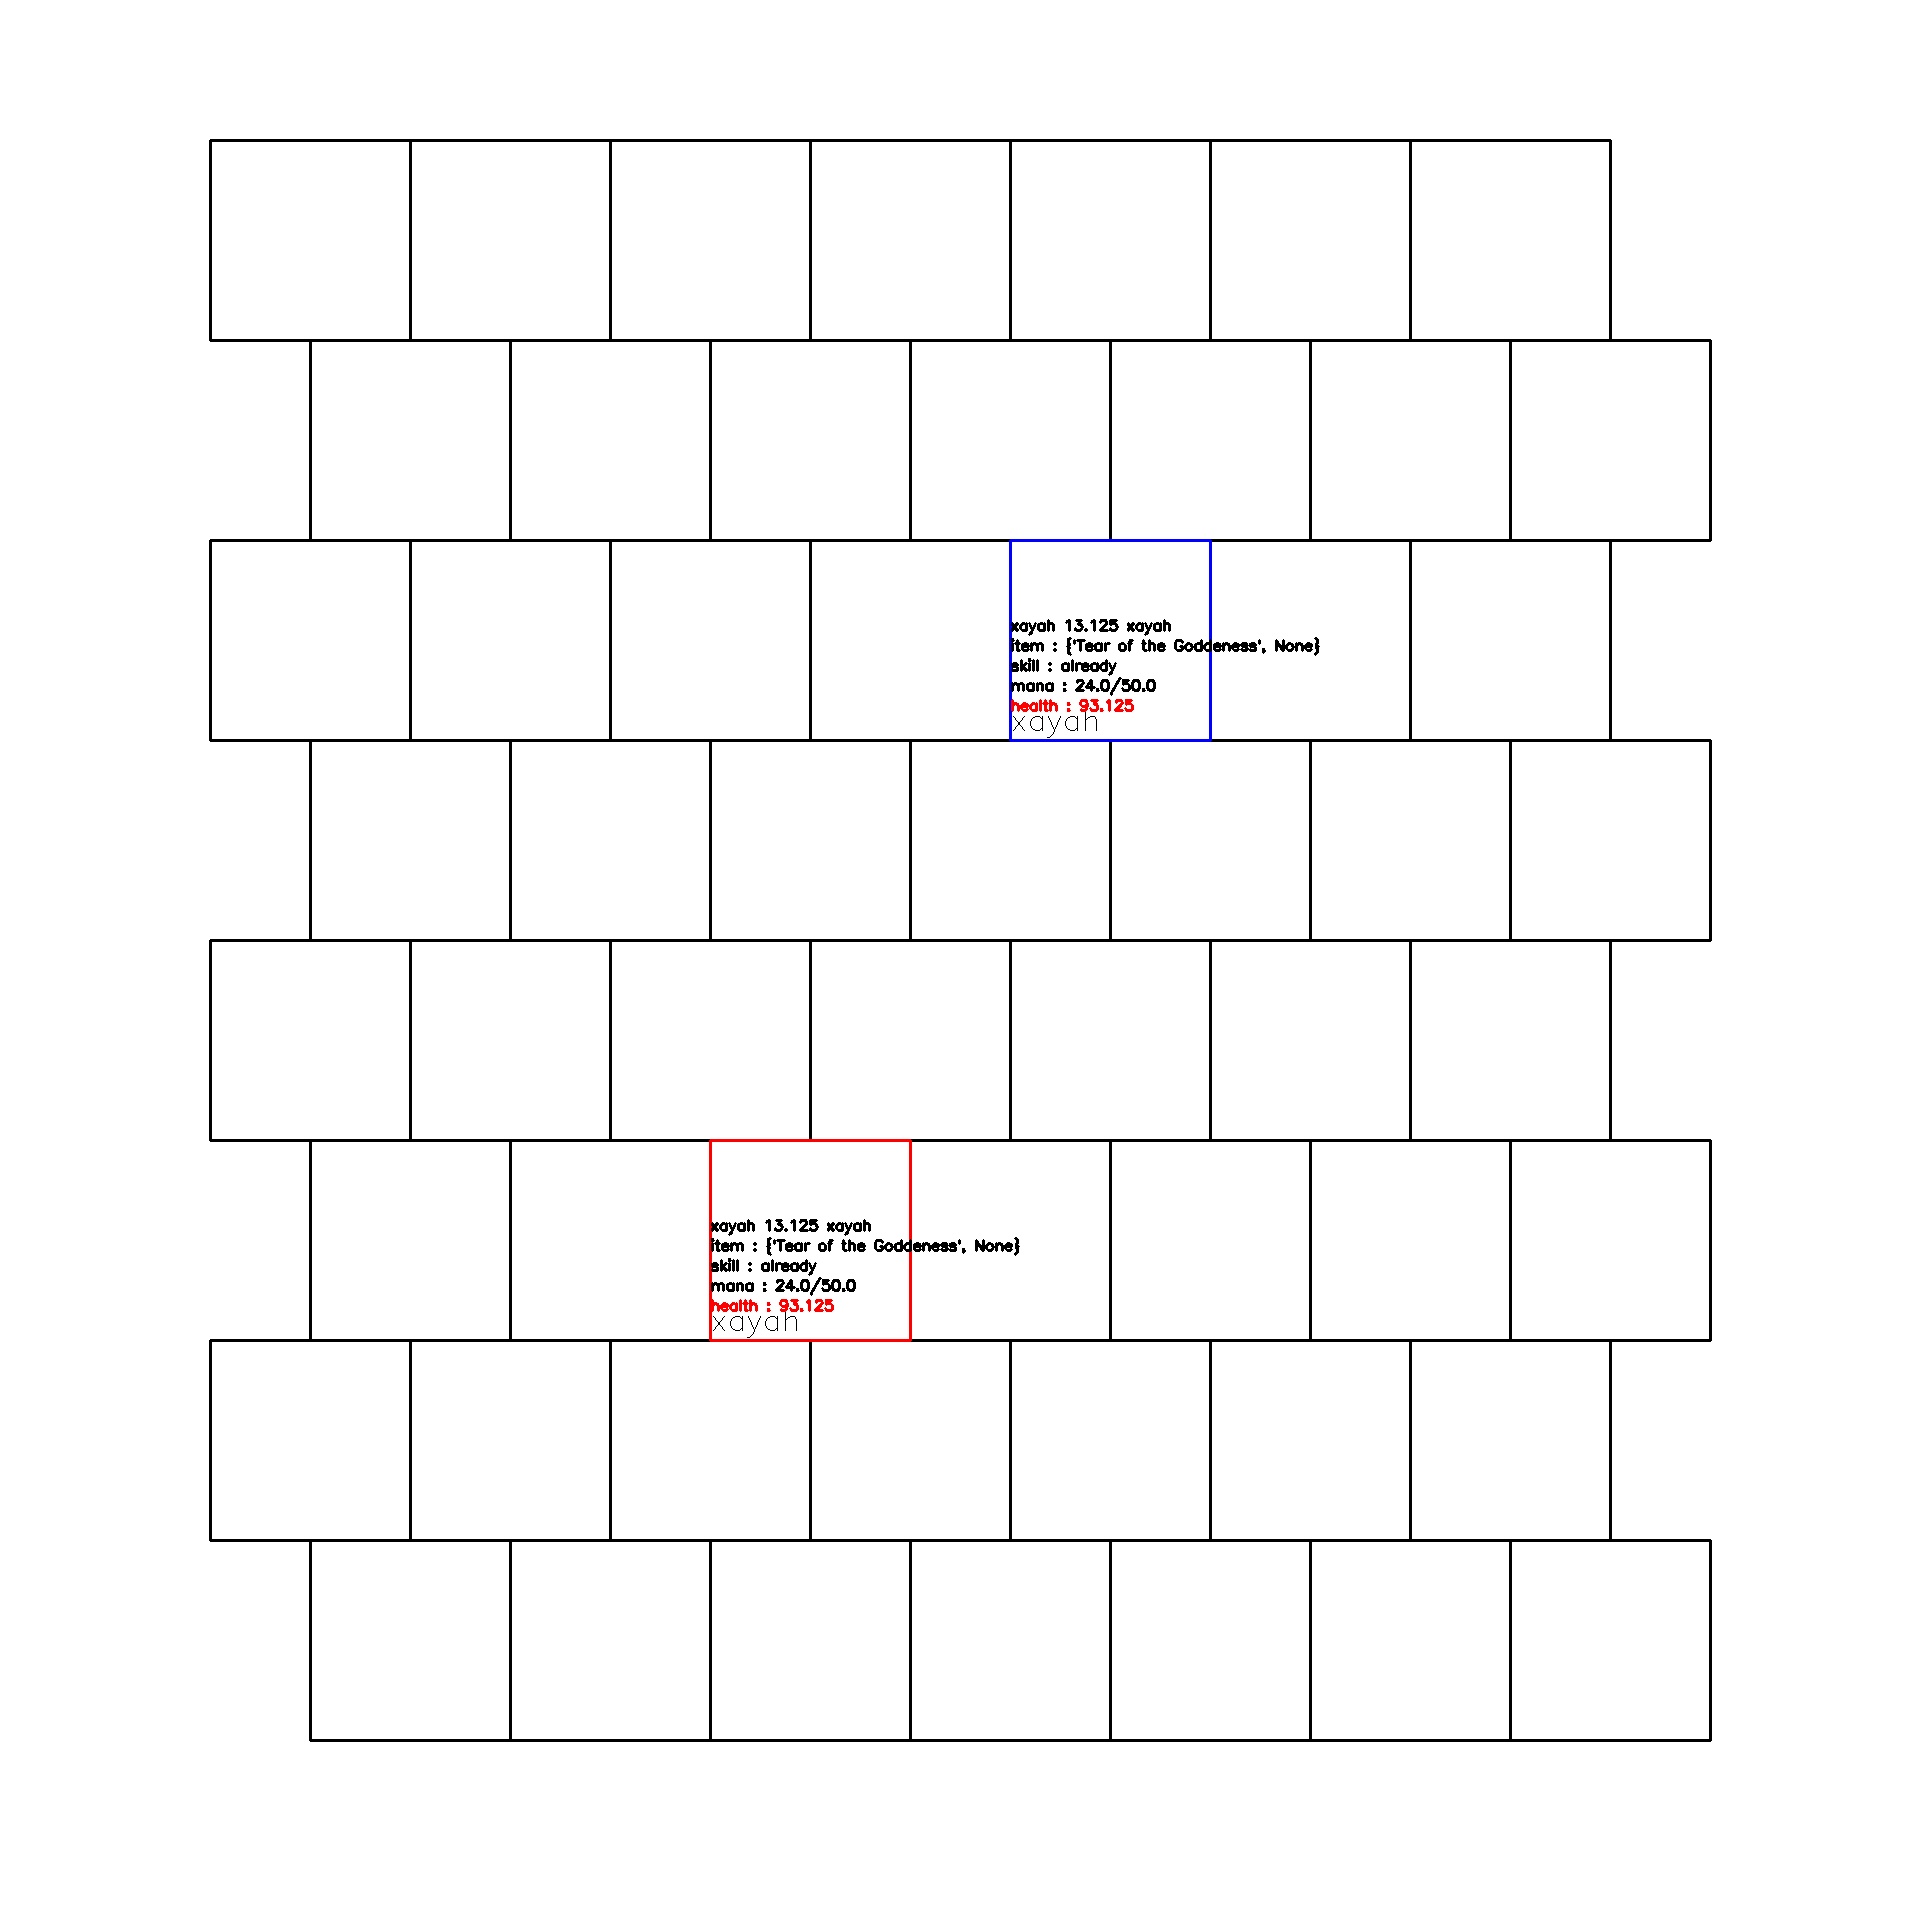 xayah 13.125 xayah
item : {'Tear of the Goddeness', None}
skill : already
mana : 24.0/50.0
health : 93.125
xayah
xayah 13.125 xayah
item : {'Tear of the Goddeness', None}
skill : already
mana : 24.0/50.0
health : 93.125
xayah